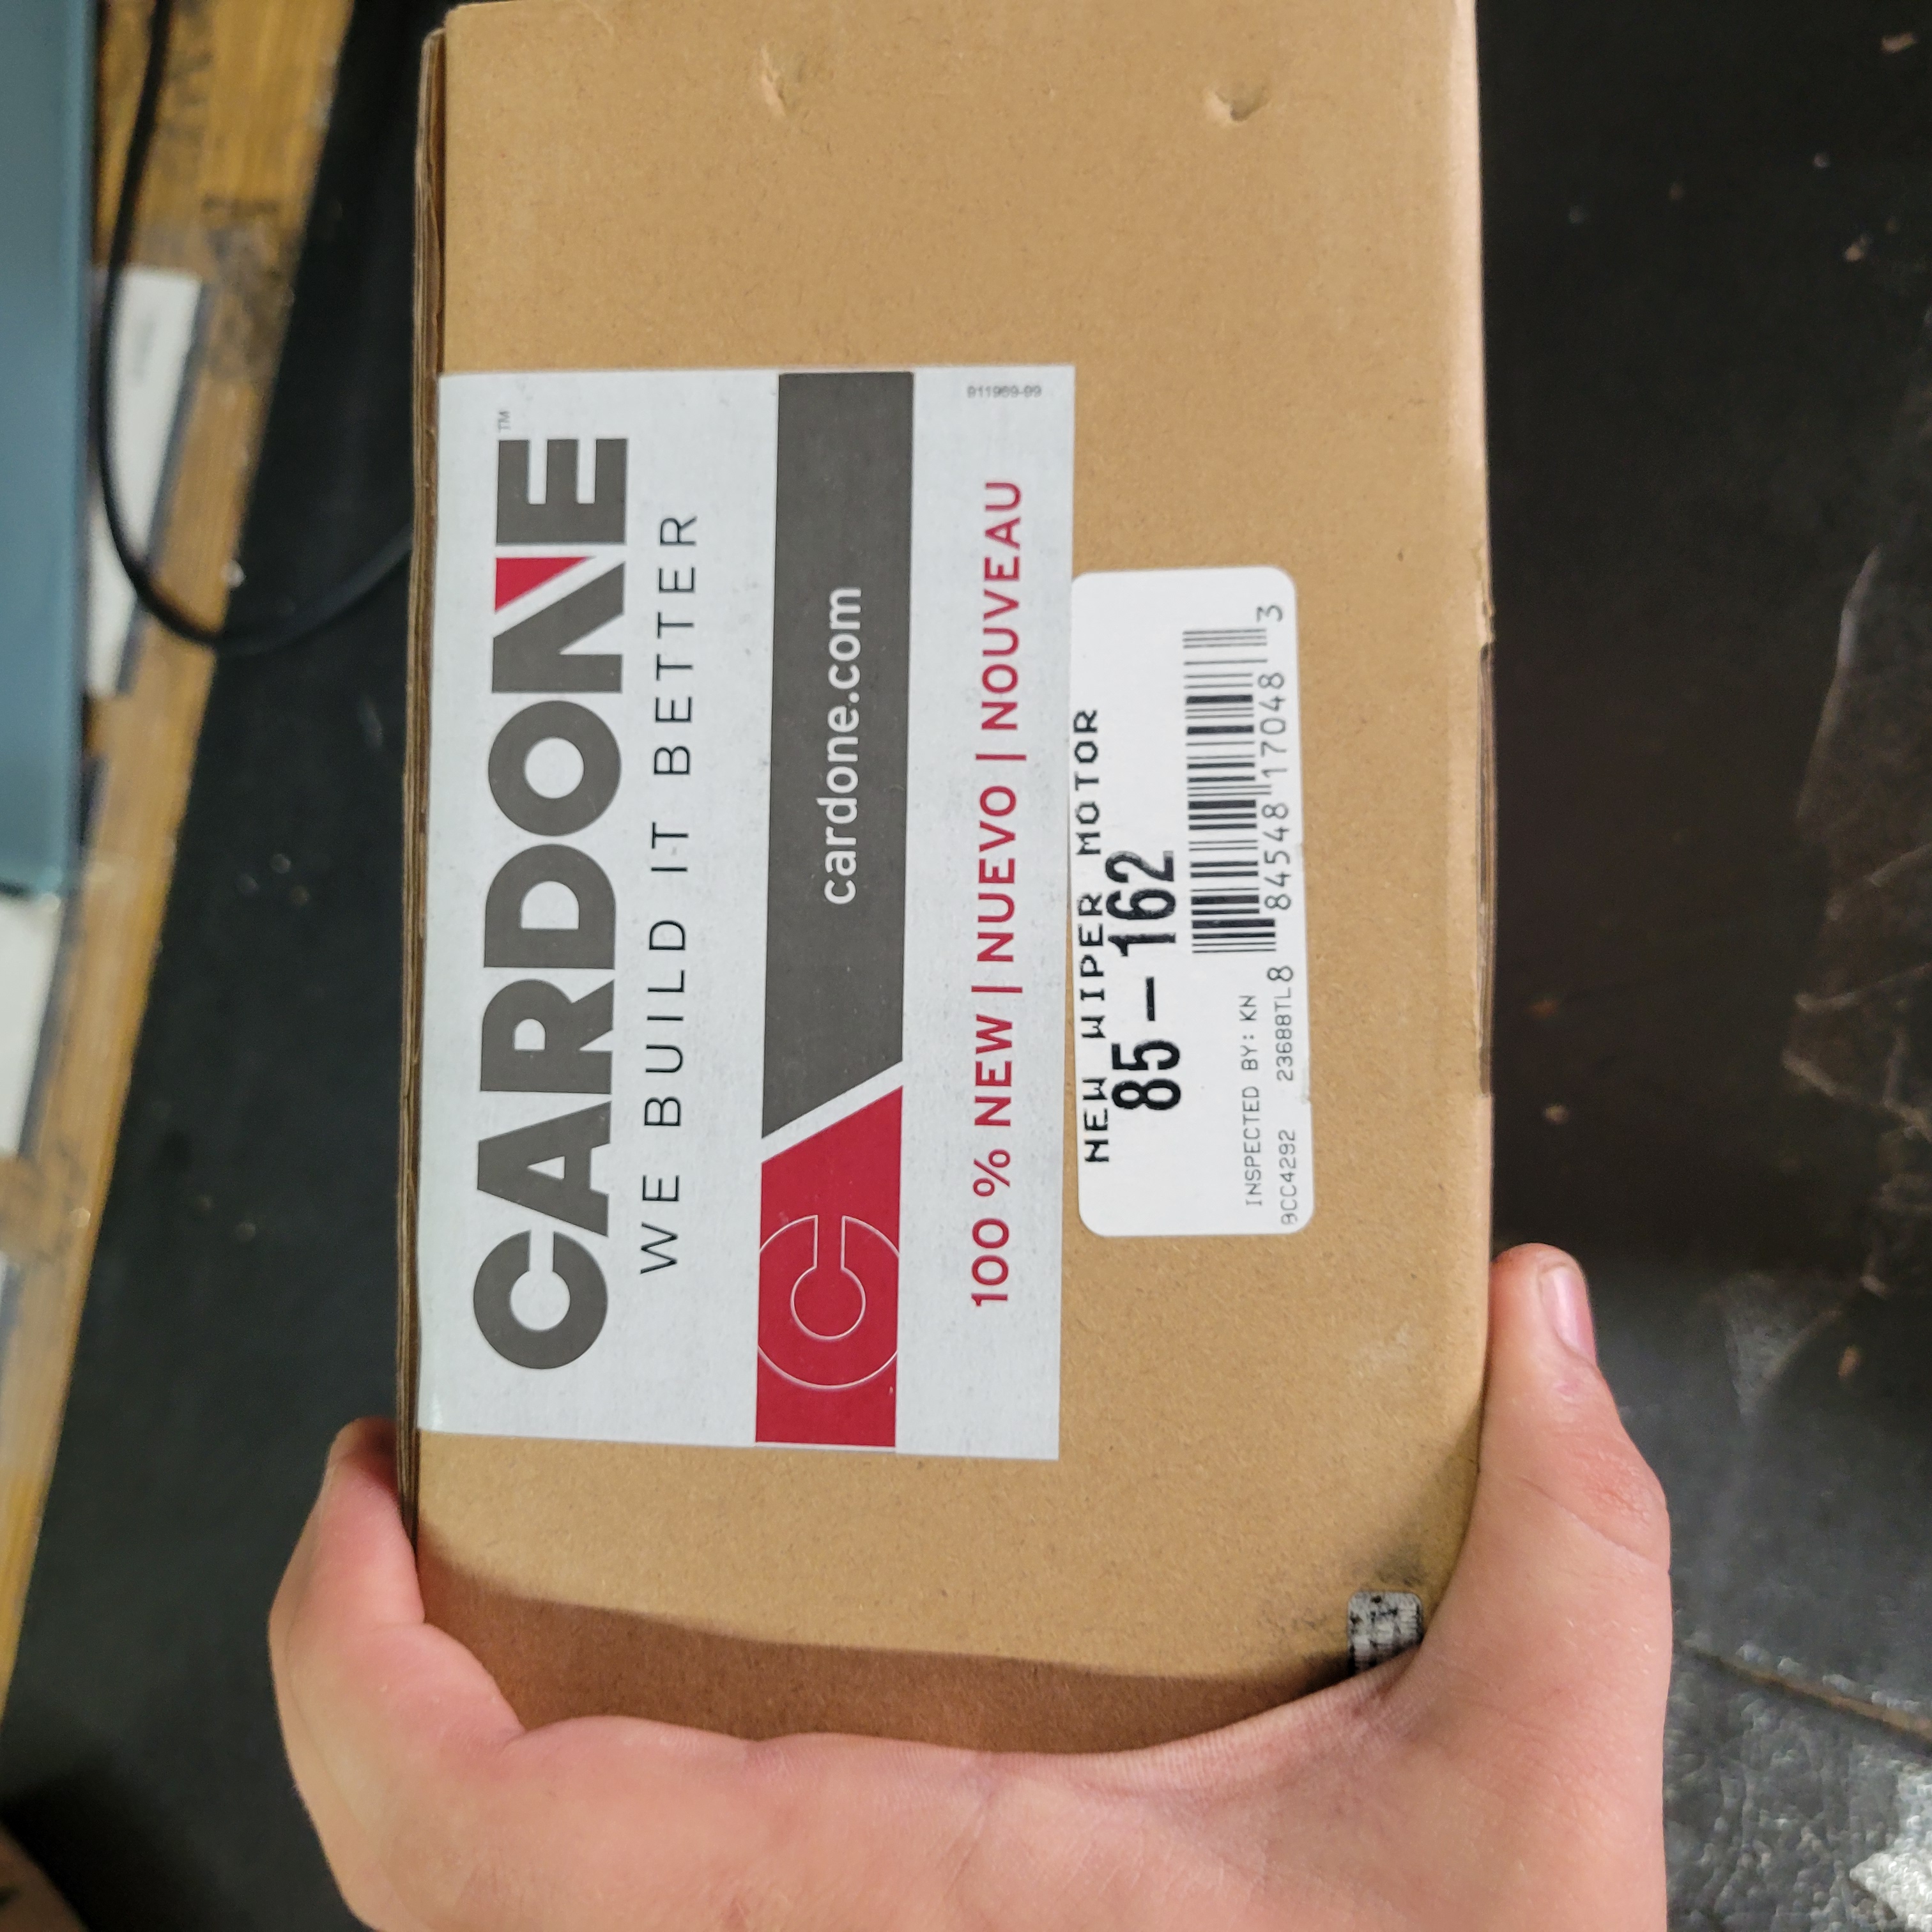 CARDONE™
WE BUILD IT BETTER
cardone.com
100 % NEW | NUEVO | NOUVEAU
911969-99
NEW WIPER MOTOR
85-162
INSPECTED BY: KN
9CC4292 23688TL
8 84548 17048 3